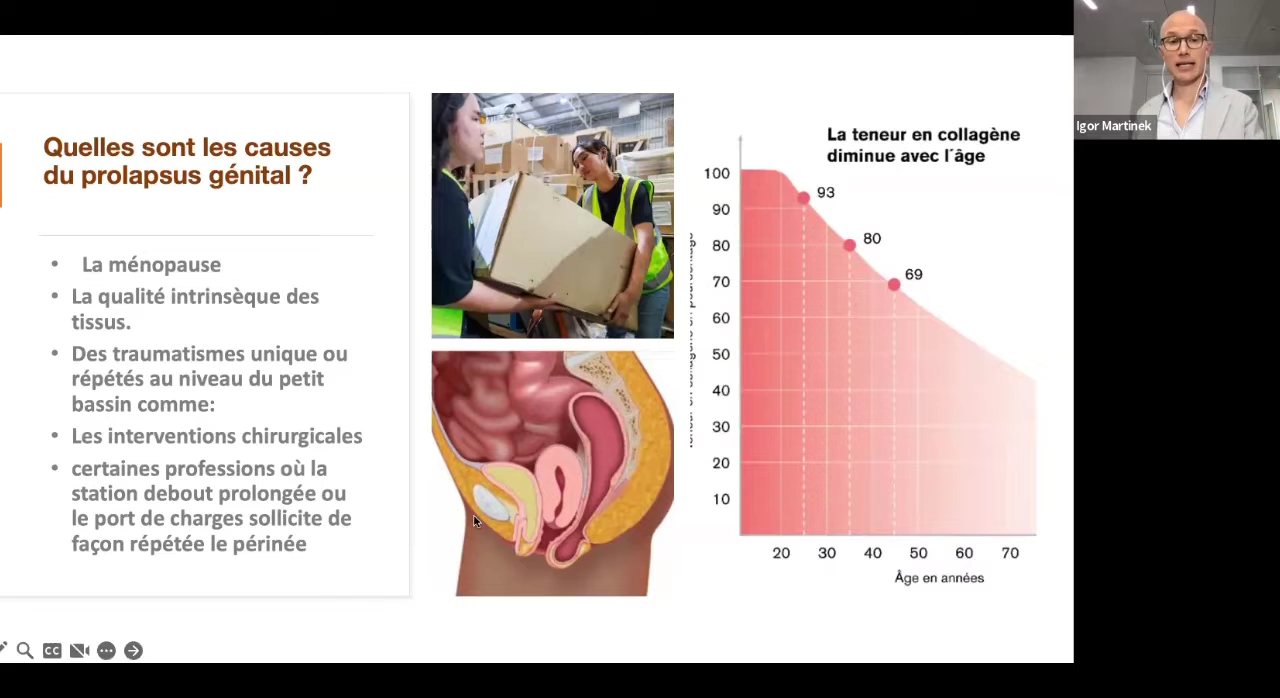 Quelles sont les causes
du prolapsus génital ?
• La ménopause
• La qualité intrinsèque des
tissus.
• Des traumatismes unique ou
répétés au niveau du petit
bassin comme:
• Les interventions chirurgicales
• certaines professions où la
station debout prolongée ou
le port de charges sollicite de
façon répétée le périnée
La teneur en collagène
diminue avec l´âge
100
90
80
70
60
50
40
30
20
10
93
80
69
20 30 40 50 60 70
Âge en années
Igor Martinek
CC